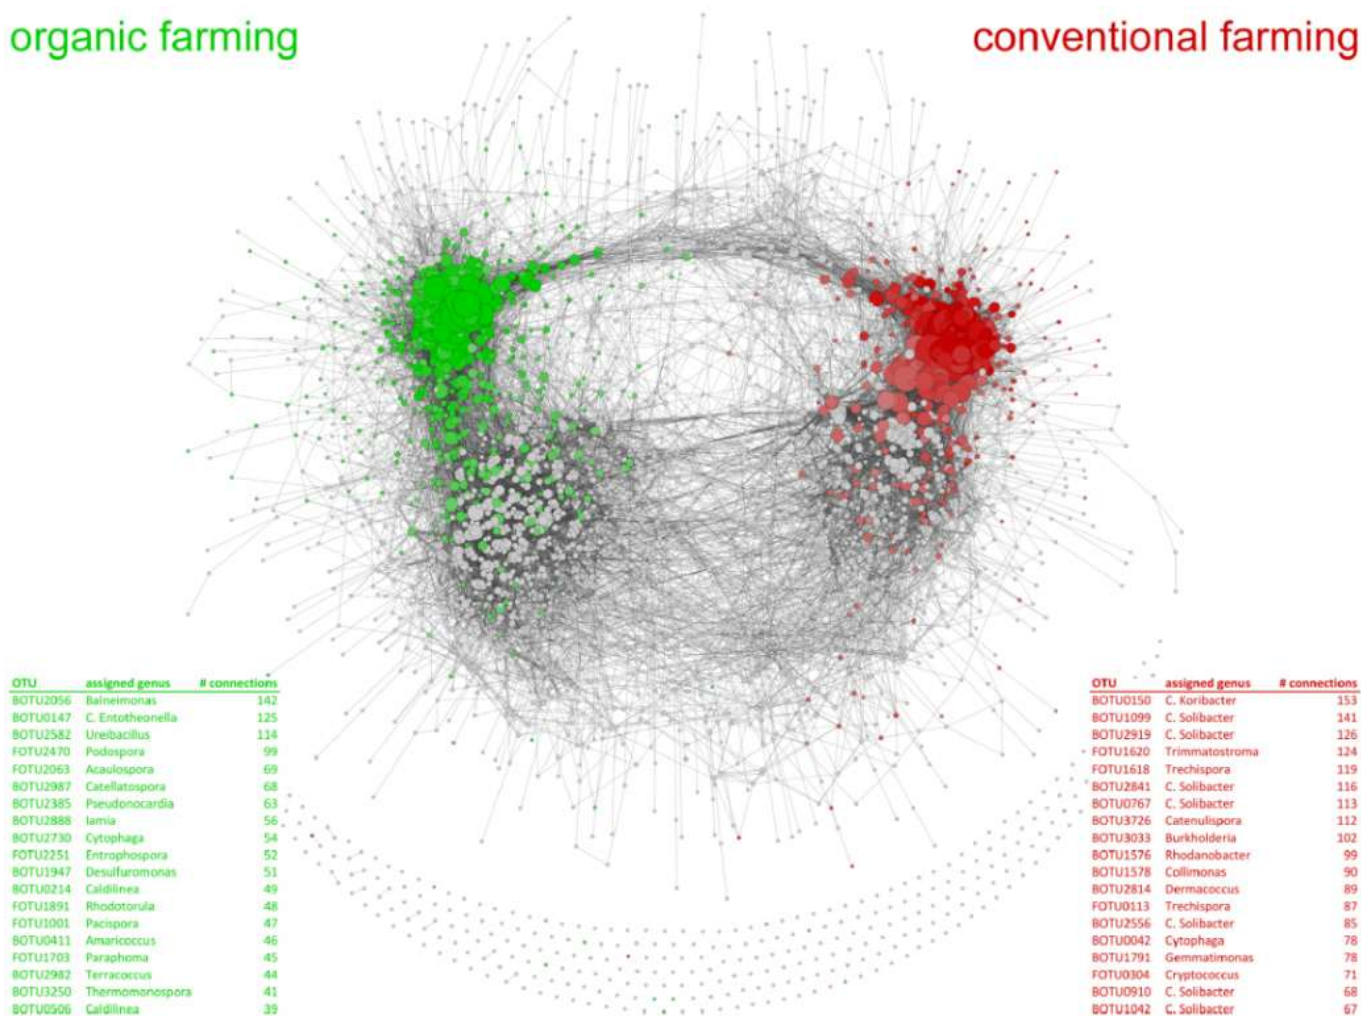 organic farming
conventional farming
OTU assigned genus # connections
BOTU2056 Balneimonas 142
BOTU0147 C. Entotheonella 125
BOTU2582 Ureibacillus 114
FOTU2470 Podospora 99
FOTU2063 Acaulospora 69
BOTU2987 Catellatospora 68
BOTU2385 Pseudonocardia 63
BOTU2888 Iamia 56
BOTU2730 Cytophaga 54
FOTU2251 Entrophospora 52
BOTU1947 Desulfuromonas 51
BOTU0214 Caldilinea 49
FOTU1891 Rhodotorula 48
FOTU1001 Pacispora 47
BOTU0411 Amaricoccus 46
FOTU1703 Paraphoma 45
BOTU2982 Terracoccus 44
BOTU3250 Thermomonospora 41
BOTU0506 Caldilinea 39
OTU assigned genus # connections
BOTU0150 C. Koribacter 153
BOTU1099 C. Solibacter 141
BOTU2919 C. Solibacter 126
FOTU1620 Trimmatostroma 124
FOTU1618 Trechispora 119
BOTU2841 C. Solibacter 116
BOTU0767 C. Solibacter 113
BOTU3726 Catenulispora 112
BOTU3033 Burkholderia 102
BOTU1576 Rhodanobacter 99
BOTU1578 Collimonas 90
BOTU2814 Dermacoccus 89
FOTU0113 Trechispora 87
BOTU2556 C. Solibacter 85
BOTU0042 Cytophaga 78
BOTU1791 Gemmatimonas 78
FOTU0304 Cryptococcus 71
BOTU0910 C. Solibacter 68
BOTU1042 C. Solibacter 67